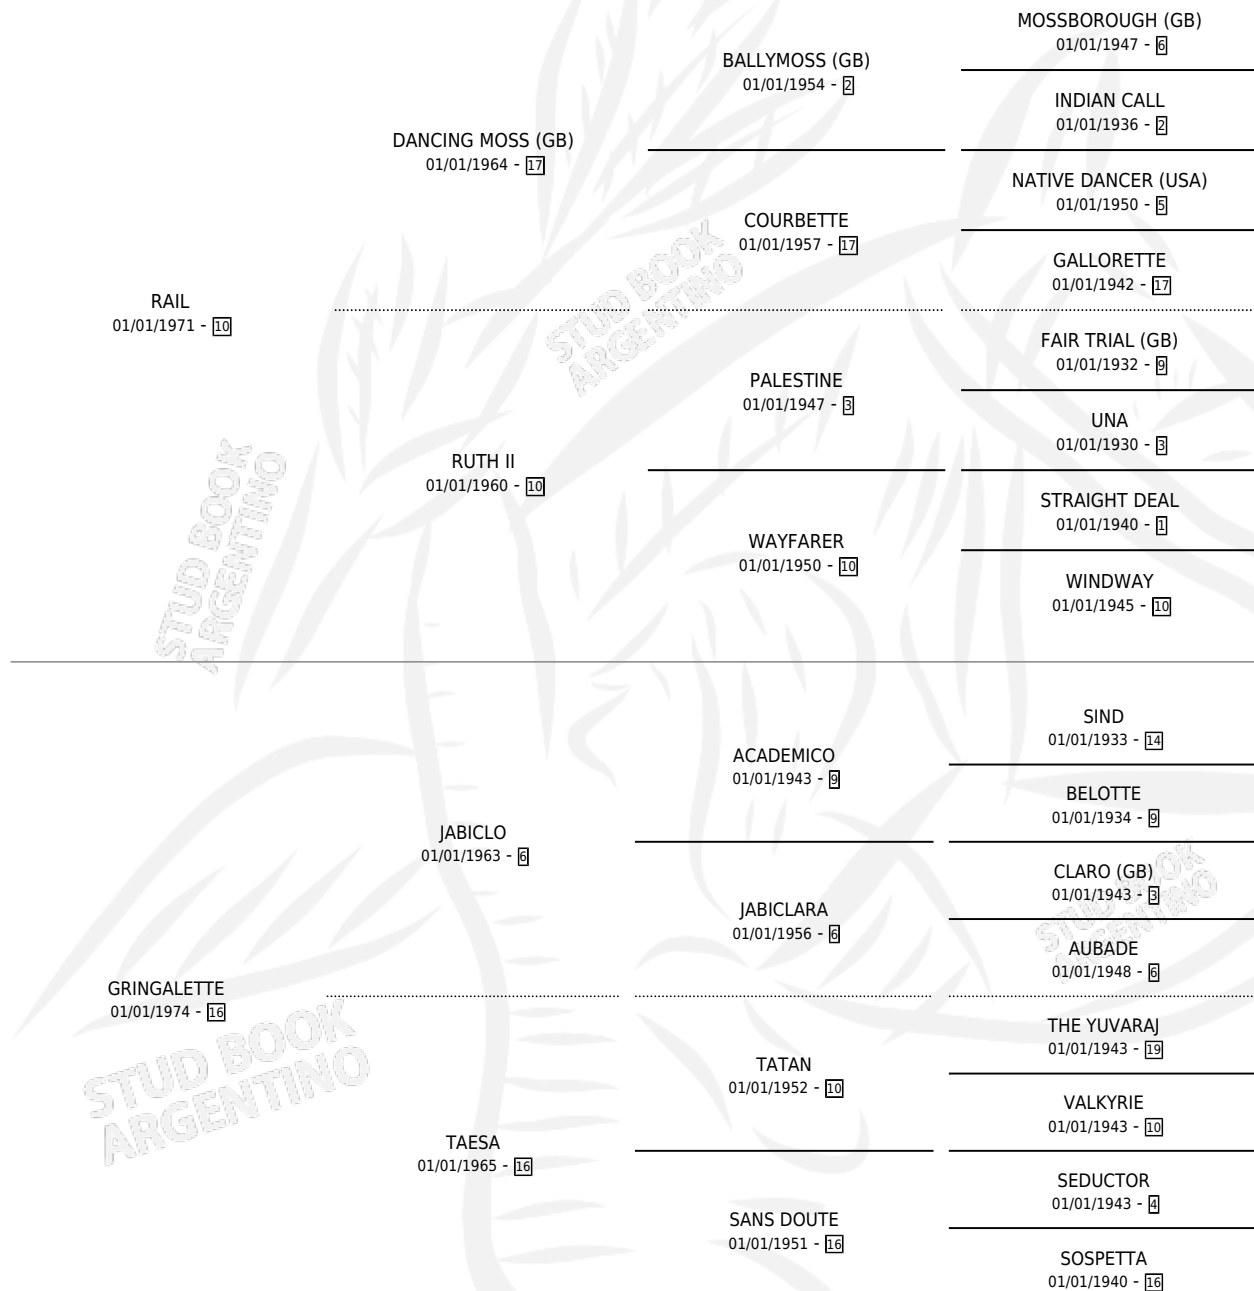 MOSSBOROUGH (GB)
01/01/1947 - 6
BALLYMOSS (GB)
01/01/1954 - 2
INDIAN CALL
01/01/1936 - 2
DANCING MOSS (GB)
01/01/1964 - 17
NATIVE DANCER (USA)
01/01/1950 - 5
COURBETTE
01/01/1957 - 17
GALLORETTE
01/01/1942 - 17
RAIL
01/01/1971 - 10
FAIR TRIAL (GB)
01/01/1932 - 9
PALESTINE
01/01/1947 - 3
UNA
01/01/1930 - 3
RUTH II
01/01/1960 - 10
STRAIGHT DEAL
01/01/1940 - 1
WAYFARER
01/01/1950 - 10
WINDWAY
01/01/1945 - 10
STUD BOOK
ARGENTINO
STUD BOOK
ARGENTINO
SIND
01/01/1933 - 14
ACADEMICO
01/01/1943 - 9
BELOTTE
01/01/1934 - 9
JABICLO
01/01/1963 - 6
CLARO (GB)
01/01/1943 - 3
JABICLARA
01/01/1956 - 6
AUBADE
01/01/1948 - 6
GRINGALETTE
01/01/1974 - 16
THE YUVARAJ
01/01/1943 - 19
TATAN
01/01/1952 - 10
VALKYRIE
01/01/1943 - 10
TAESA
01/01/1965 - 16
SEDUCTOR
01/01/1943 - 4
SANS DOUTE
01/01/1951 - 16
SOSPETTA
01/01/1940 - 16
STUD BOOK
ARGENTINO
STUD BOOK
ARGENTINO